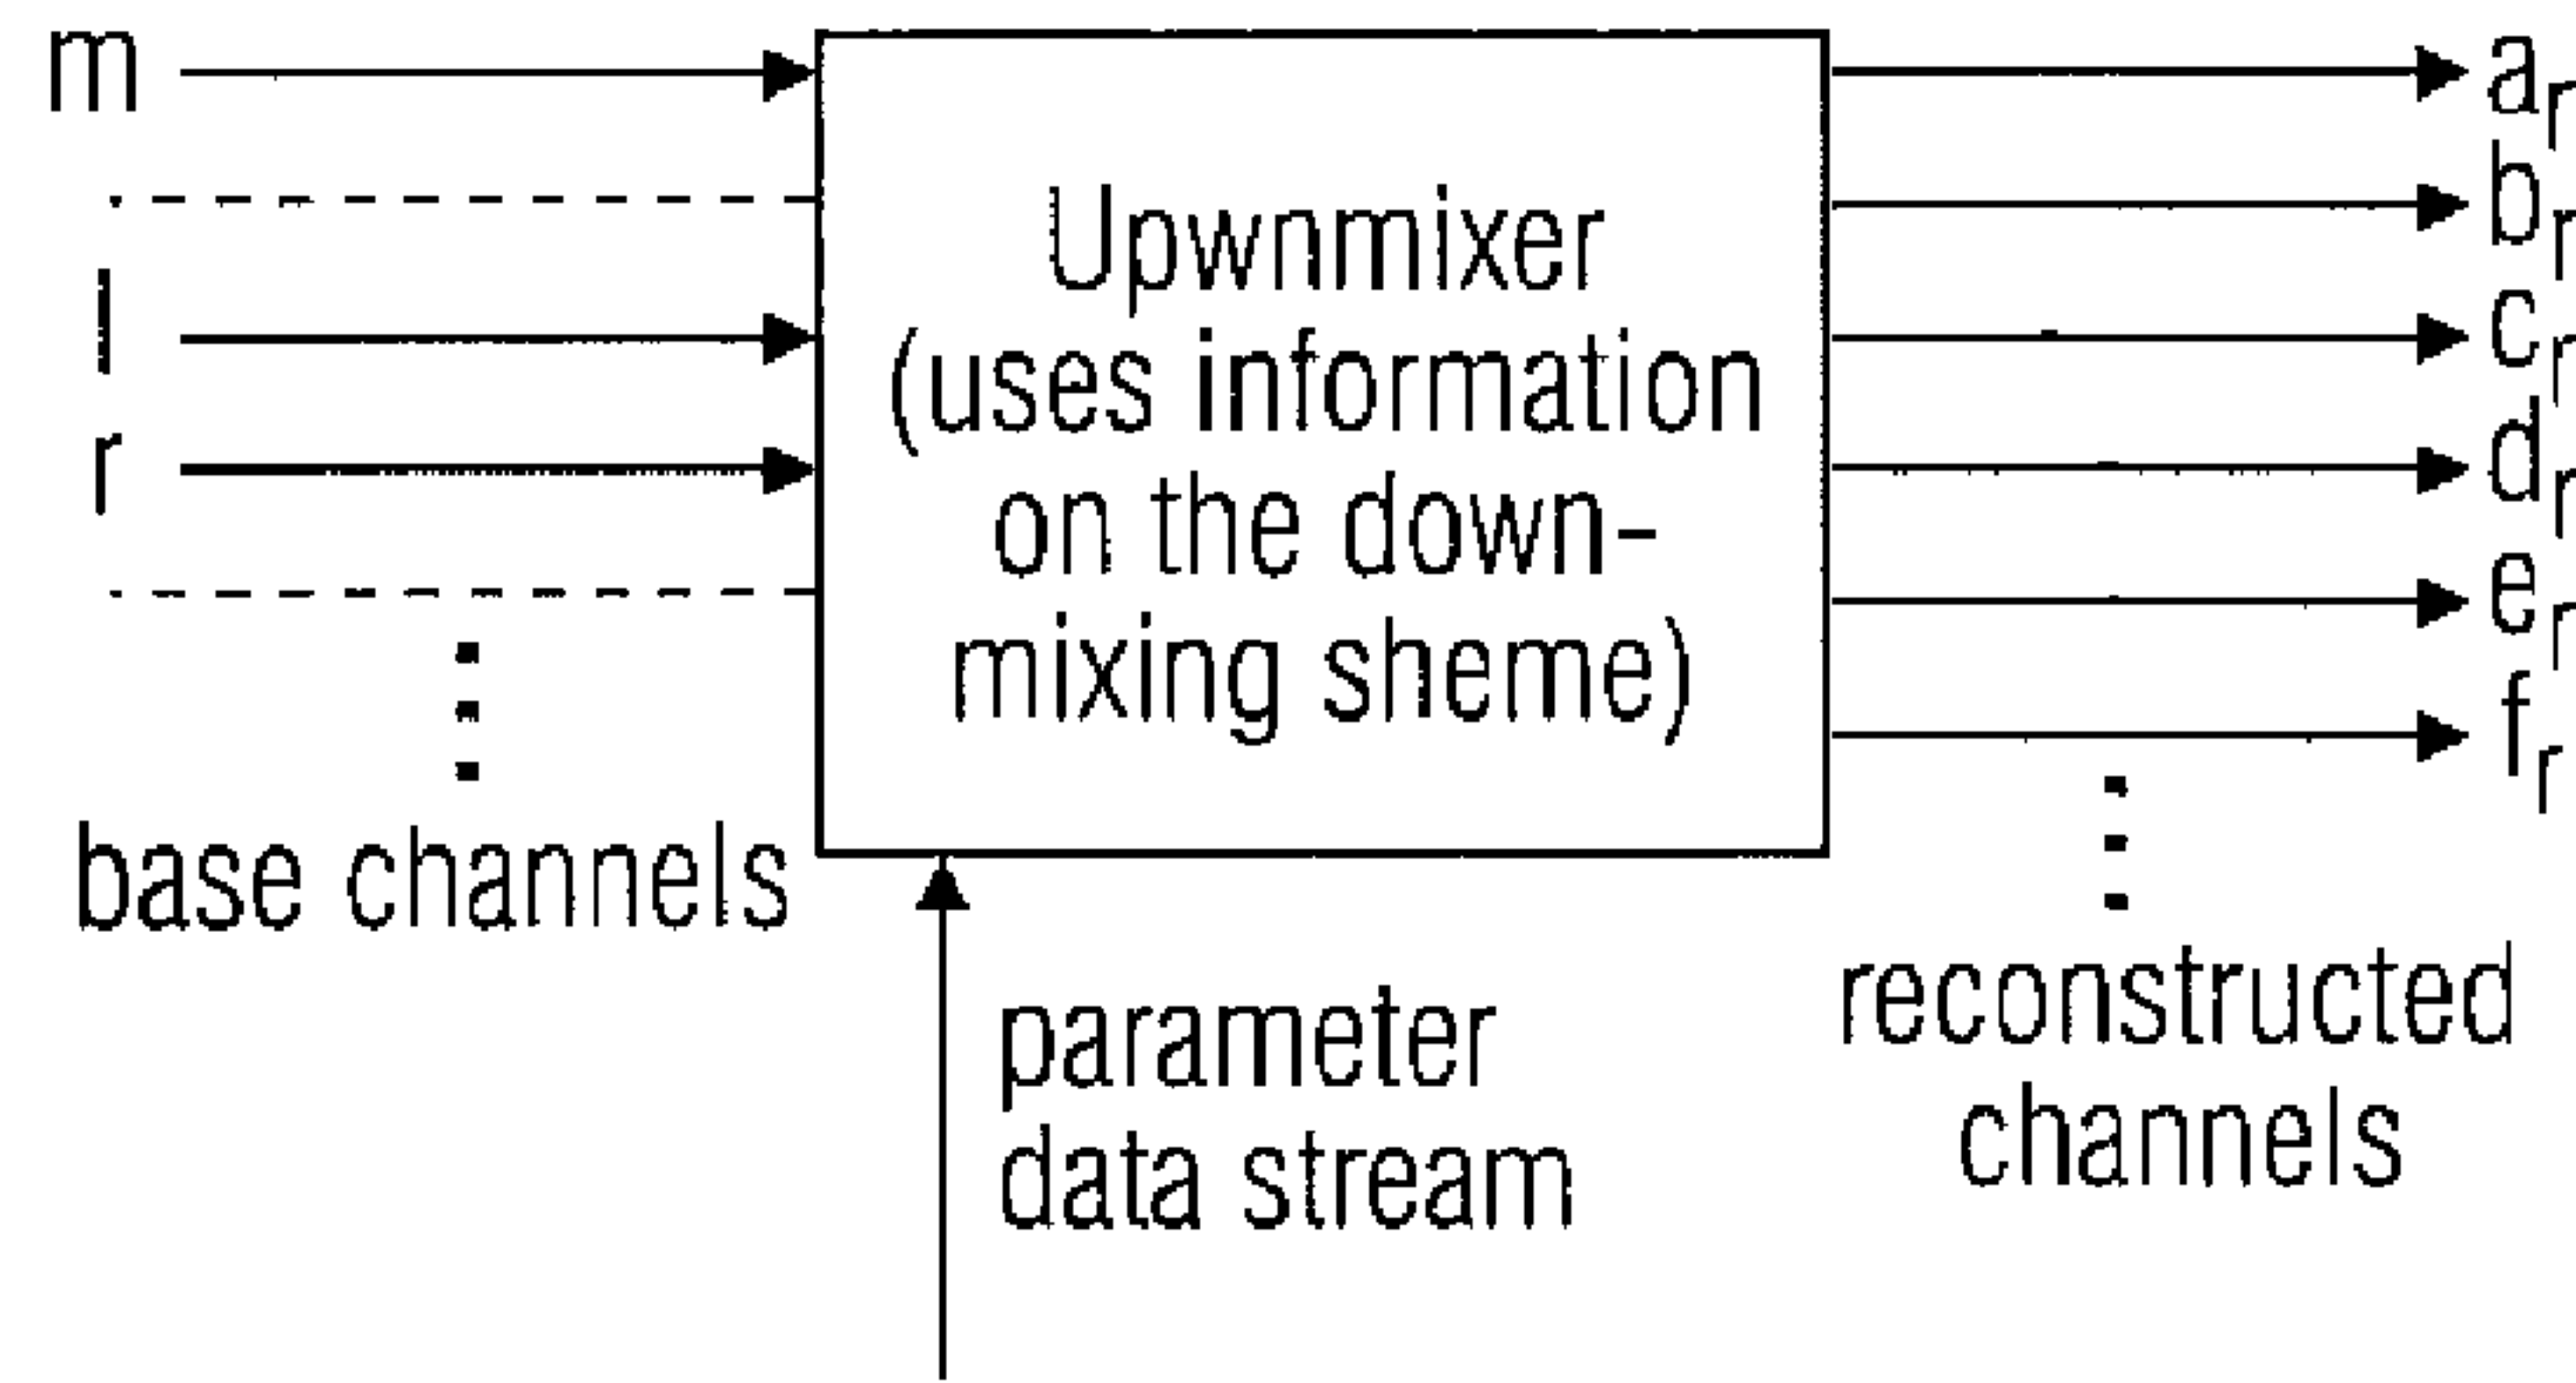 m
l
r
base channels
Upwnmixer
(uses information
on the down-
mixing sheme)
parameter
data stream
a_r
b_r
c_r
d_r
e_r
f_r
reconstructed
channels